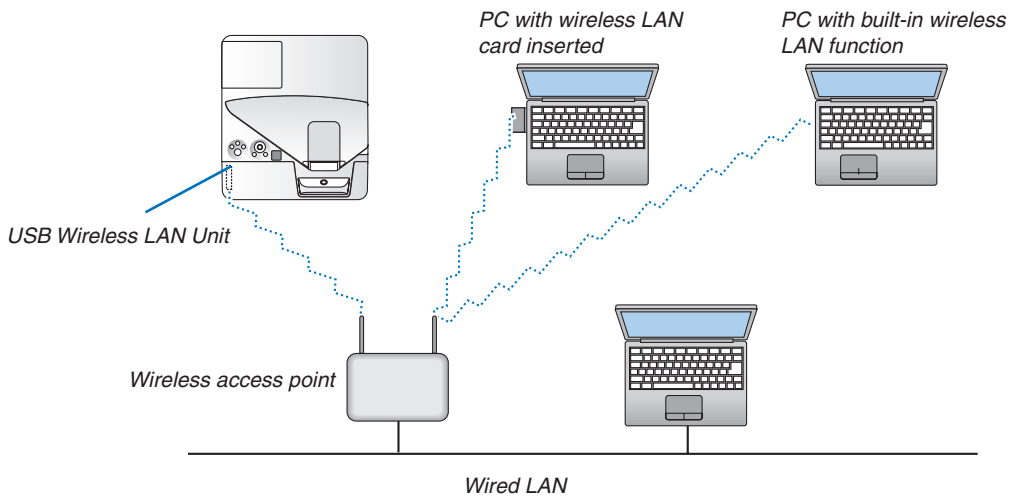 PC with wireless LAN
card inserted
PC with built-in wireless
LAN function
USB Wireless LAN Unit
Wireless access point
Wired LAN